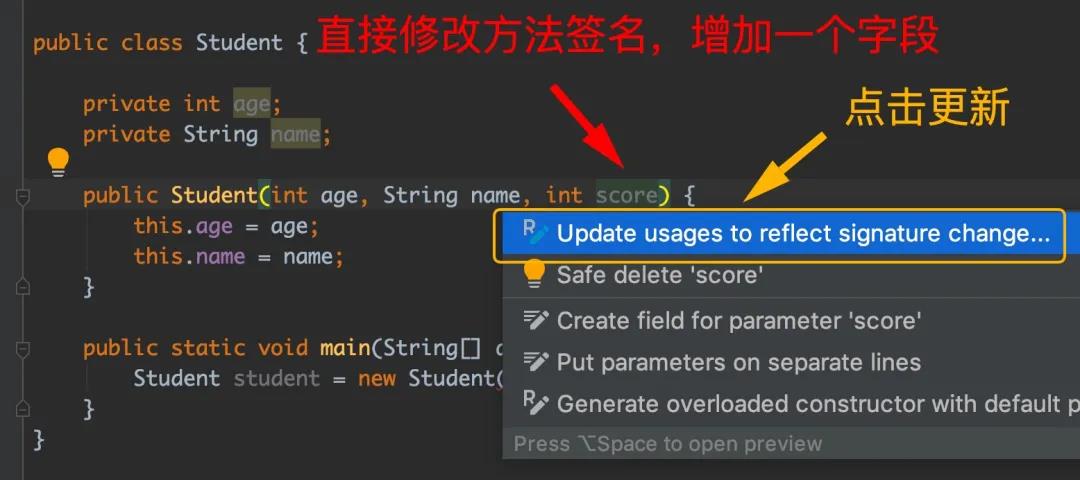 public class Student { 直接修改方法签名，增加一个字段
private int age;
点击更新
private String name;
public Student(int age, String name, int score) {
Update usages to reflect signature change...
this.age = age;
Safe delete 'score'
this.name = name;
}
Create field for parameter 'score'
public static void main(String[]
Put parameters on separate lines
Student student = new Student(
Generate overloaded constructor with default
}
}
Press ⌥Space to open preview